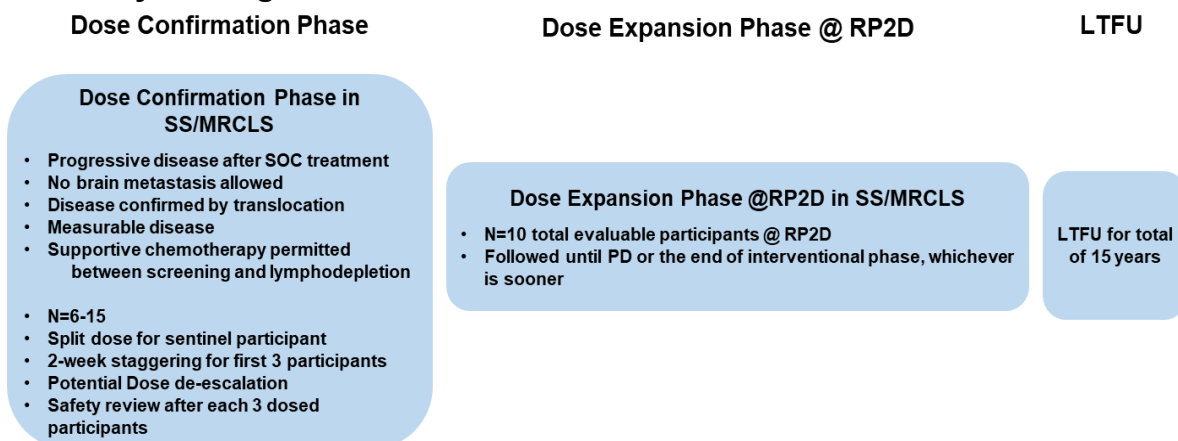 Dose Confirmation Phase
Dose Expansion Phase @ RP2D
LTFU
Dose Confirmation Phase in
SS/MRCLS
• Progressive disease after SOC treatment
• No brain metastasis allowed
• Disease confirmed by translocation
• Measurable disease
• Supportive chemotherapy permitted
between screening and lymphodepletion
• N=6-15
• Split dose for sentinel participant
• 2-week staggering for first 3 participants
• Potential Dose de-escalation
• Safety review after each 3 dosed
participants
Dose Expansion Phase @RP2D in SS/MRCLS
• N=10 total evaluable participants @ RP2D
• Followed until PD or the end of interventional phase, whichever
is sooner
LTFU for total
of 15 years